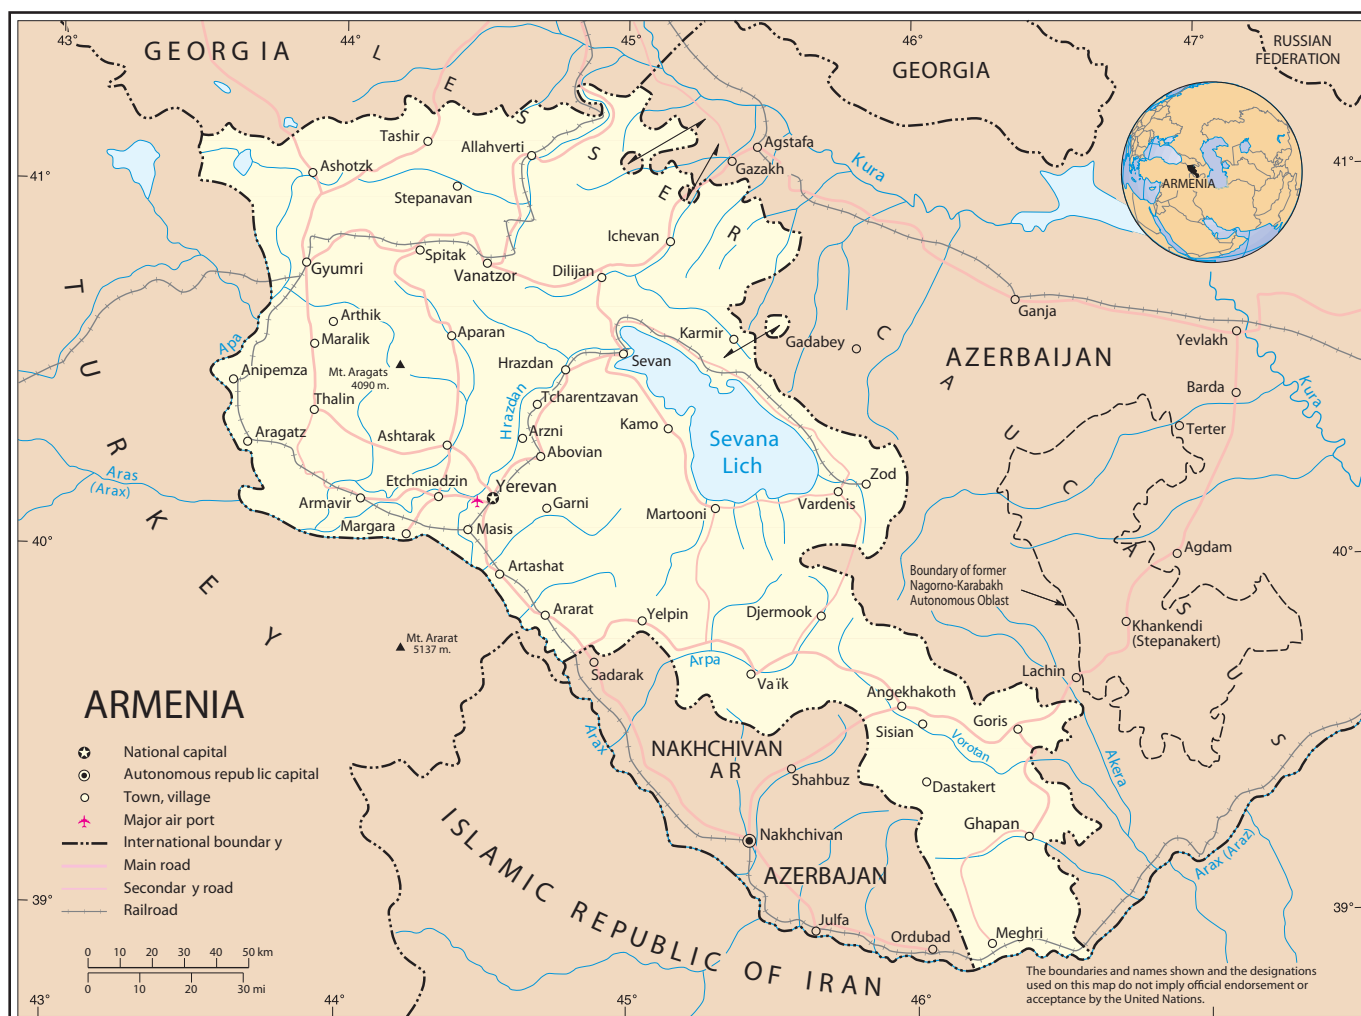 43°
44°
45°
46°
47°
GEORGIA
GEORGIA
RUSSIAN
FEDERATION
LESSER
CAUCASUS
Tashir
Allahverti
Agstafa
Gazakh
Kura
41°
41°
Ashotzk
Stepanavan
ARMENIA
Ichevan
Spitak
Gyumri
Vanatzor
Dilijan
TURKEY
Arthik
Maralik
Aparan
Karmir
Gadabey
Ganja
Yevlakh
Apa
AZERBAIJAN
Anipemza
Mt. Aragats
4090 m.
Hrazdan
Sevan
Barda
Kura
Thalin
Hrazdan
Tcharentzavan
Kamo
Aragatz
Ashtarak
Arzni
Abovian
Sevana
Lich
Terter
Aras
(Arax)
Etchmiadzin
Yerevan
Zod
Armavir
Garni
Vardenis
Margara
Masis
Martooni
40°
40°
Agdam
Artashat
Boundary of former
Nagorno-Karabakh
Autonomous Oblast
Ararat
Yelpin
Djermook
Khankendi
(Stepanakert)
Mt. Ararat
5137 m.
Sadarak
Arpa
Vaïk
Lachin
Angekhakoth
Goris
Sisian
Vorotan
Akera
ARMENIA
Arax
NAKHCHIVAN
A R
Shahbuz
Dastakert
Ghapan
National capital
Autonomous repub lic capital
Town, village
Major air port
International boundar y
Main road
Secondar y road
Railroad
Nakhchivan
AZERBAJAN
Arax (Araz)
39°
39°
ISLAMIC REPUBLIC OF IRAN
Julfa
Ordubad
Meghri
0 10 20 30 40 50 km
0 10 20 30 mi
The boundaries and names shown and the designations
used on this map do not imply official endorsement or
acceptance by the United Nations.
43°
44°
45°
46°